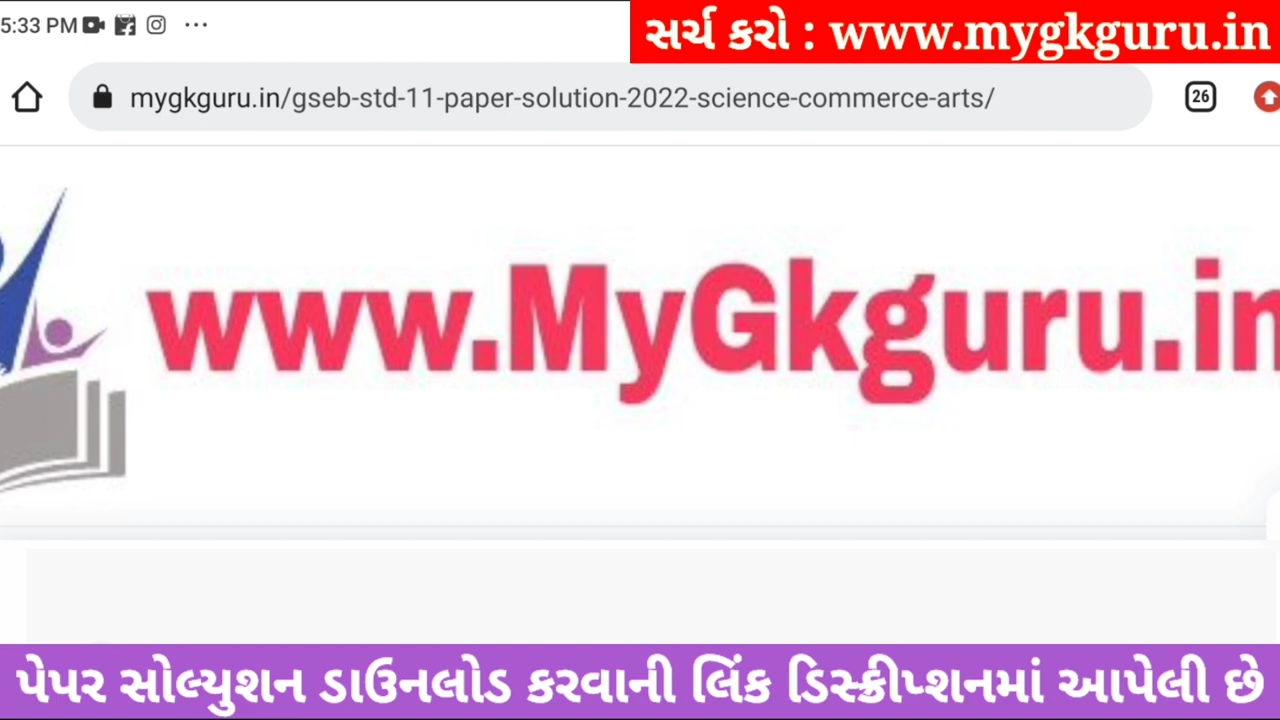 5:33 PM
સર્ચ કરો : www.mygkguru.in
mygkguru.in/gseb-std-11-paper-solution-2022-science-commerce-arts/
26
www.MyGkguru.in
પેપર સોલ્યુશન ડાઉનલોડ કરવાની લિંક ડિસ્ક્રીપ્શનમાં આપેલી છે